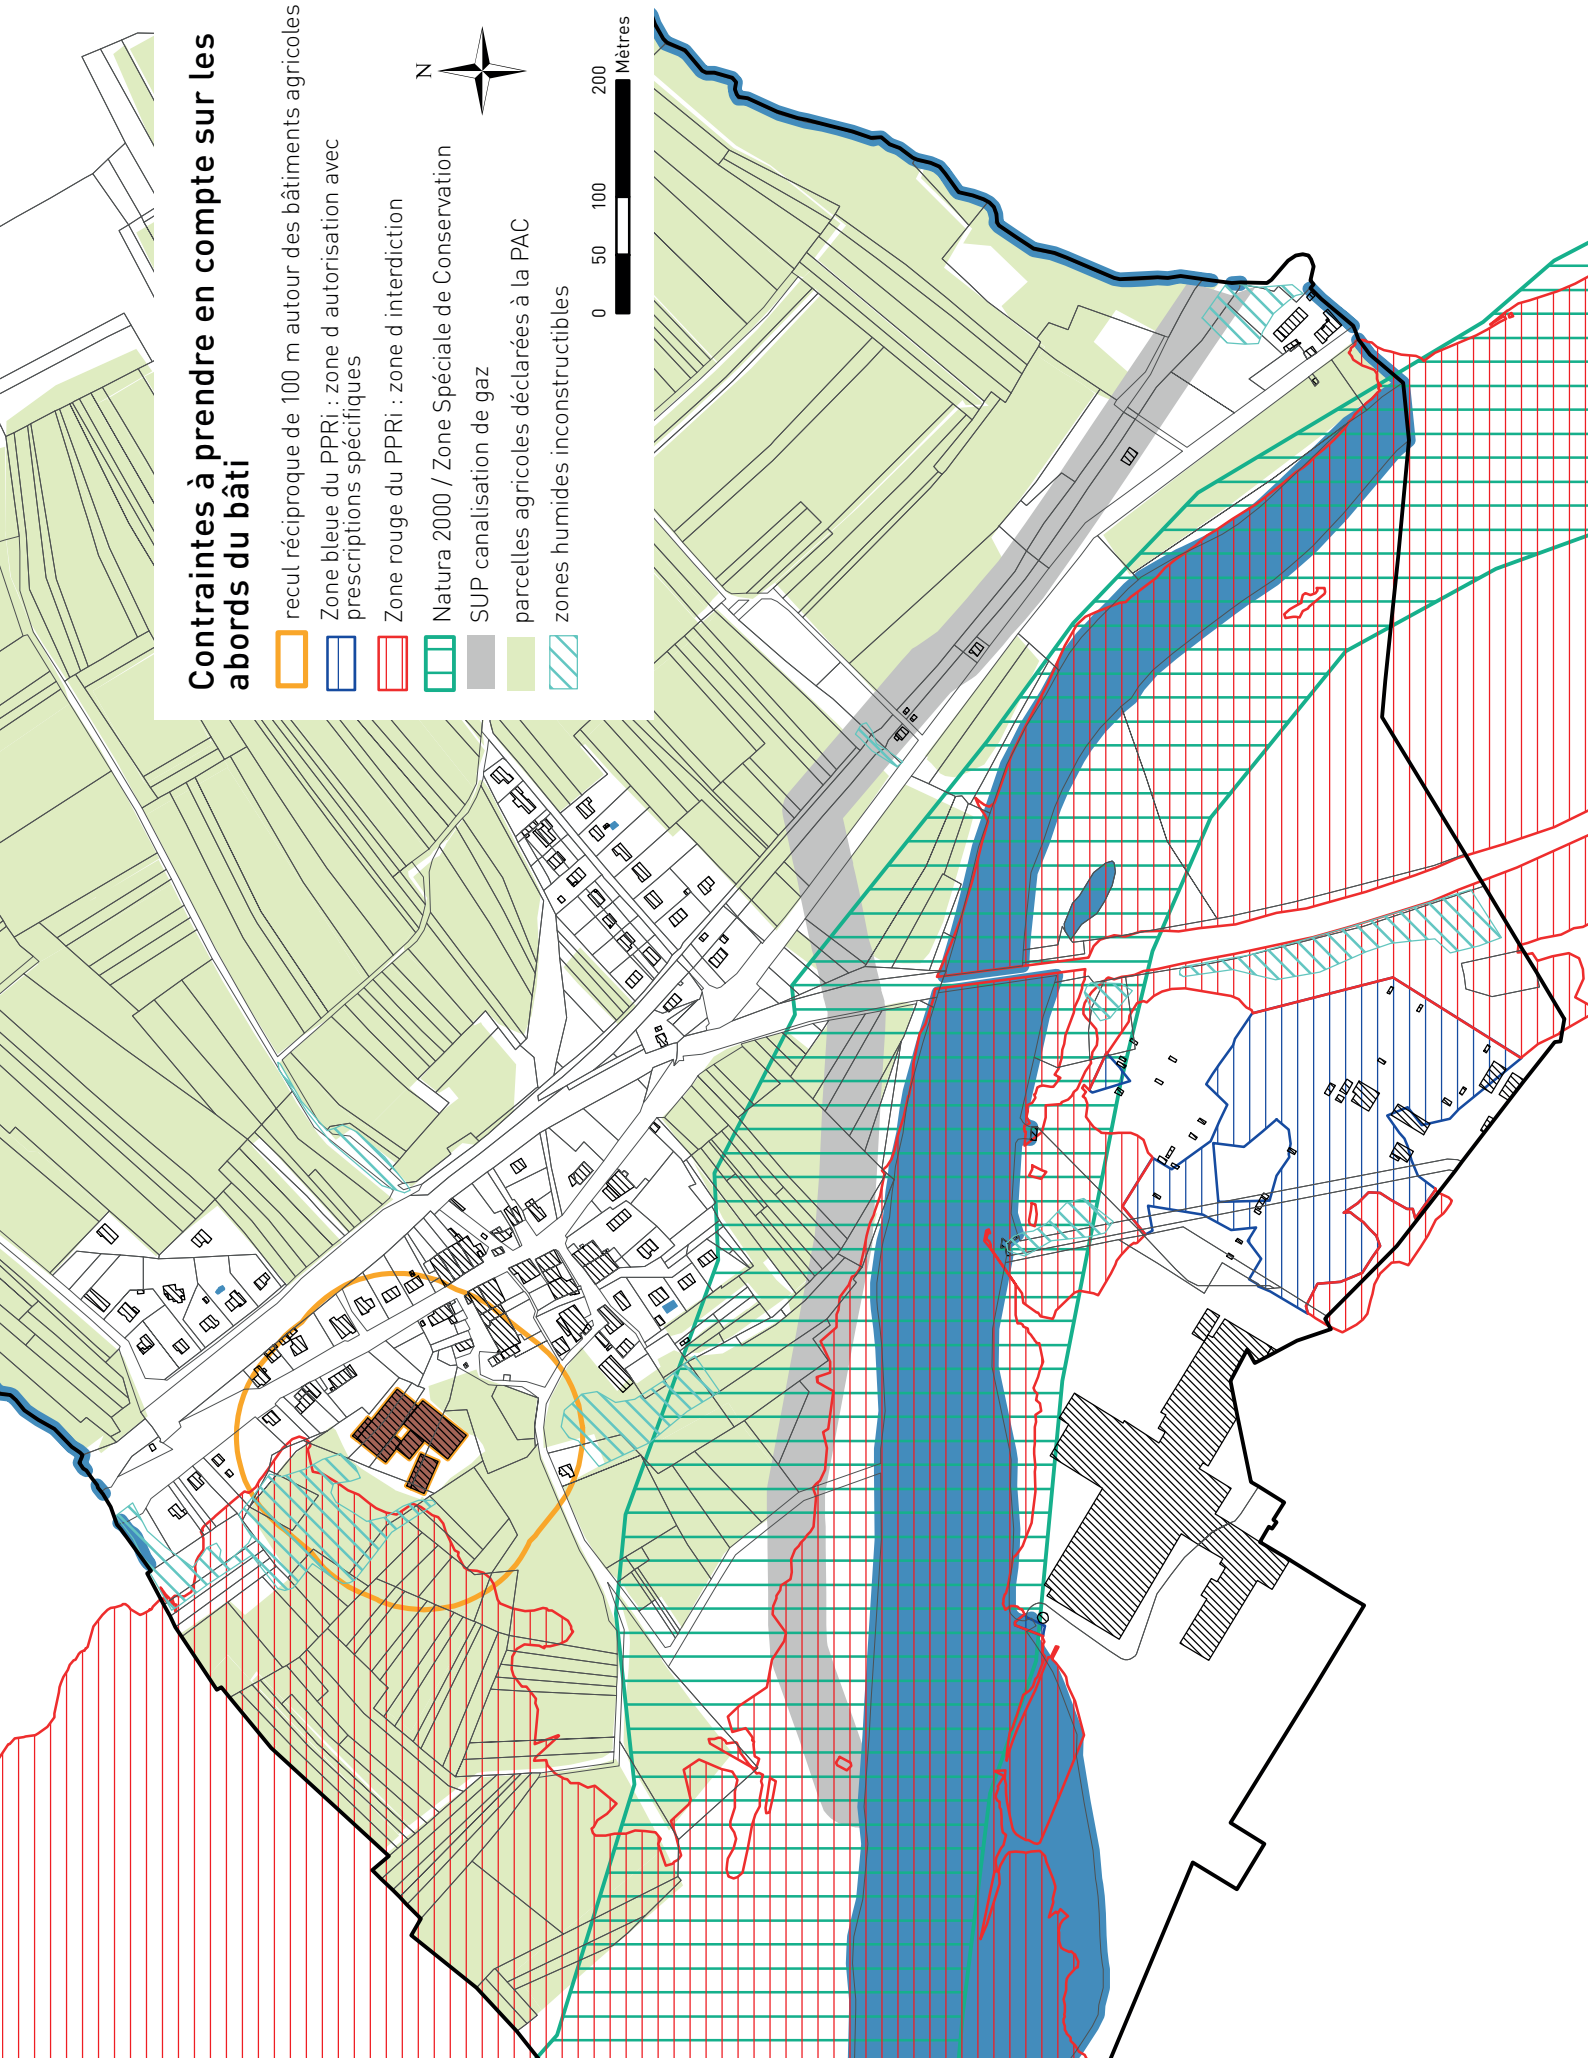 Contraintes à prendre en compte sur les
abords du bâti
recul réciproque de 100 m autour des bâtiments agricoles
Zone bleue du PPRi : zone d autorisation avec
prescriptions spécifiques
Zone rouge du PPRi : zone d interdiction
Natura 2000 / Zone Spéciale de Conservation
SUP canalisation de gaz
parcelles agricoles déclarées à la PAC
zones humides inconstructibles
N
0 50 100 200
Mètres